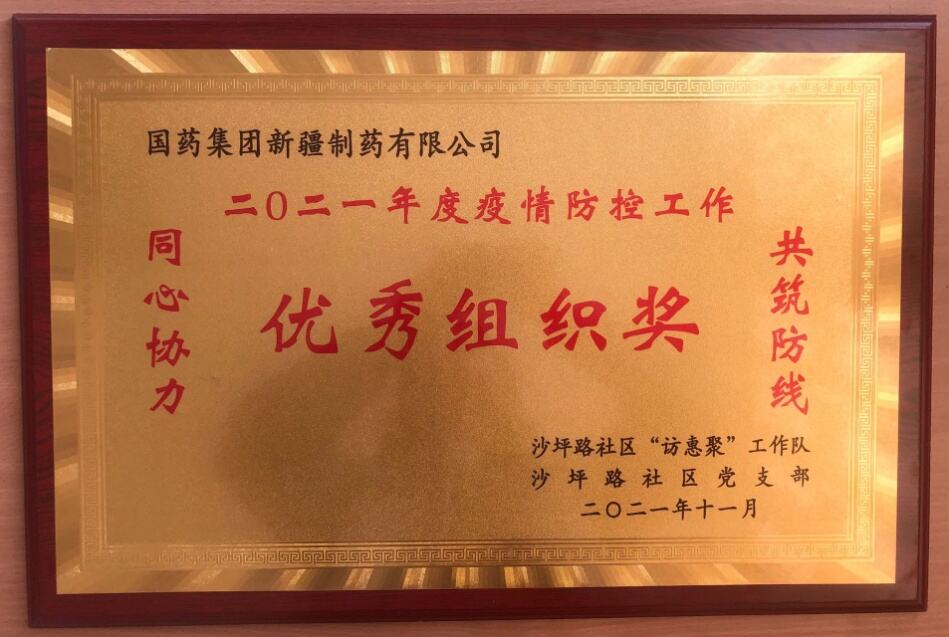 国药集团新疆制药有限公司
二〇二一年度疫情防控工作
同心协力
优秀组织奖
共筑防线
沙坪路社区“访惠聚”工作队
沙坪路社区党支部
二〇二一年十一月